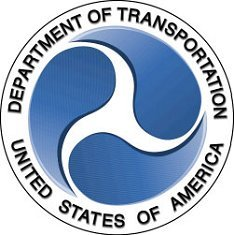 DEPARTMENT OF TRANSPORTATION
UNITED STATES OF AMERICA